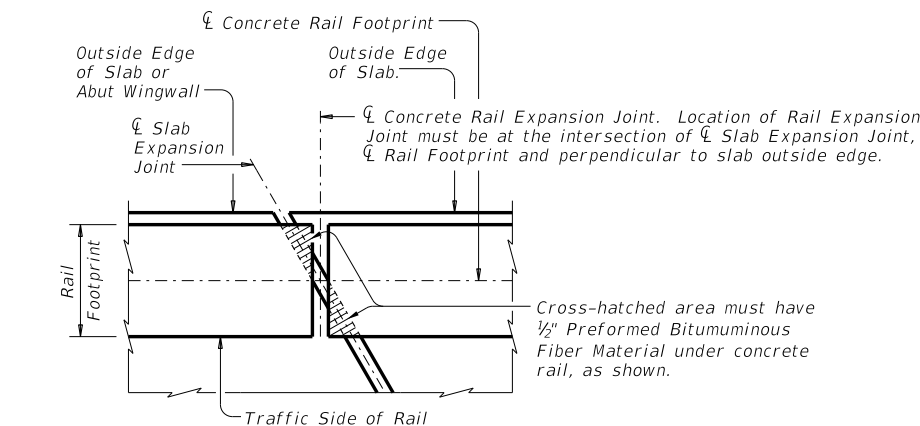 ℄ Concrete Rail Footprint
Outside Edge
of Slab or
Abut Wingwall
Outside Edge
of Slab.
℄ Concrete Rail Expansion Joint.  Location of Rail Expansion
Joint must be at the intersection of ℄ Slab Expansion Joint,
℄ Rail Footprint and perpendicular to slab outside edge.
℄ Slab
Expansion
Joint
Rail
Footprint
Cross-hatched area must have
½" Preformed Bitumuminous
Fiber Material under concrete
rail, as shown.
Traffic Side of Rail